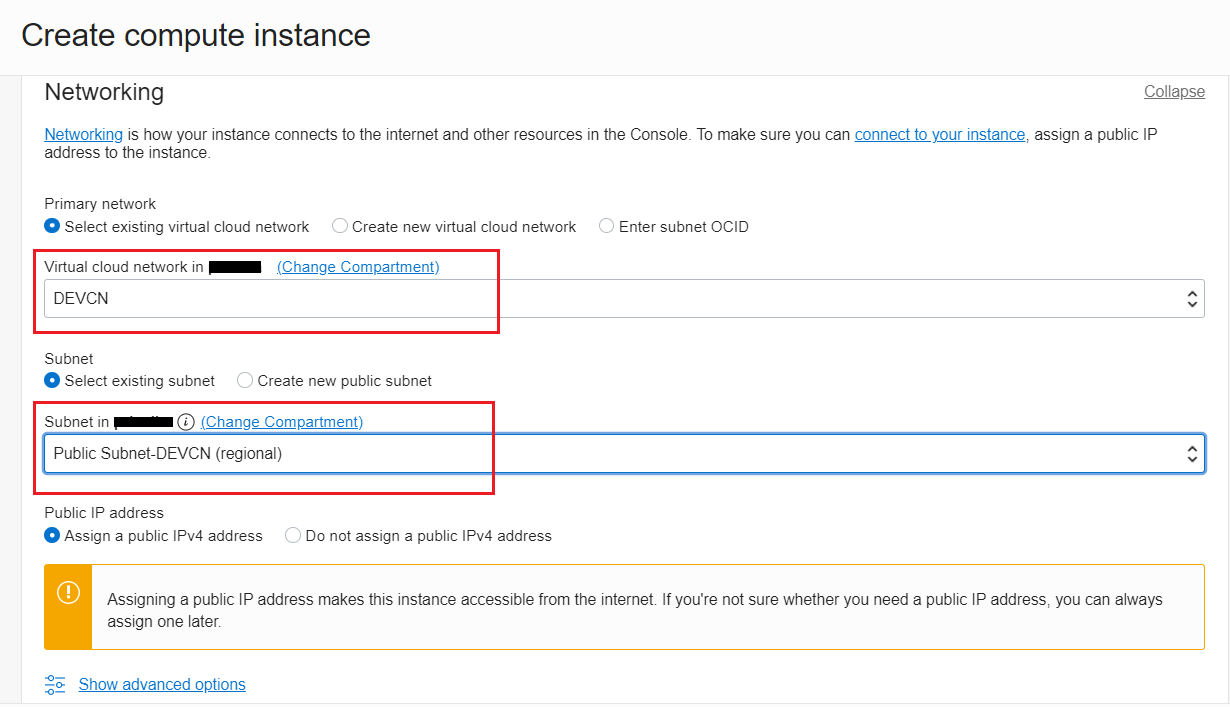 Create compute instance
Networking
Collapse
Networking is how your instance connects to the internet and other resources in the Console. To make sure you can connect to your instance, assign a public IP
address to the instance.
Primary network
Select existing virtual cloud network
Create new virtual cloud network
Enter subnet OCID
Virtual cloud network in
(Change Compartment)
DEVCN
Subnet
Select existing subnet
Create new public subnet
Subnet in
(Change Compartment)
Public Subnet-DEVCN (regional)
Public IP address
Assign a public IPv4 address
Do not assign a public IPv4 address
Assigning a public IP address makes this instance accessible from the internet. If you're not sure whether you need a public IP address, you can always
assign one later.
Show advanced options